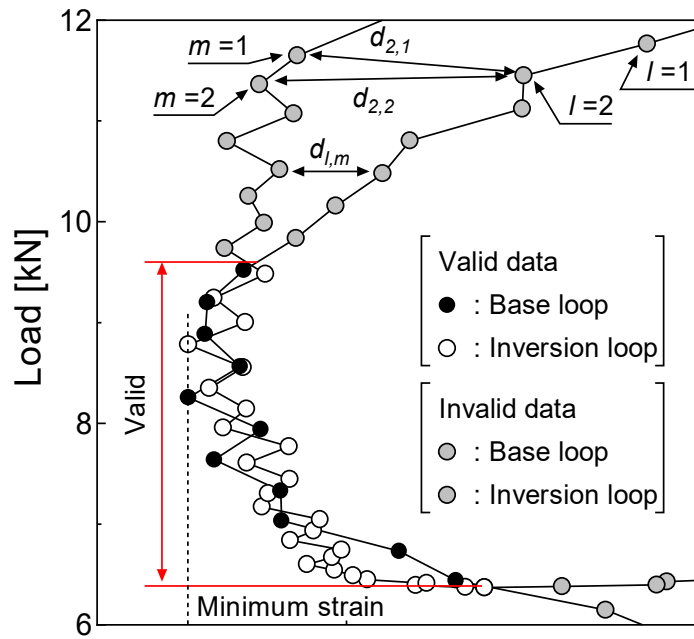 12
m = 1
d2,1
l = 1
m = 2
d2,2
l = 2
dl,m
10
Load [kN]
Valid data
: Base loop
: Inversion loop
Valid
8
Invalid data
: Base loop
: Inversion loop
Minimum strain
6